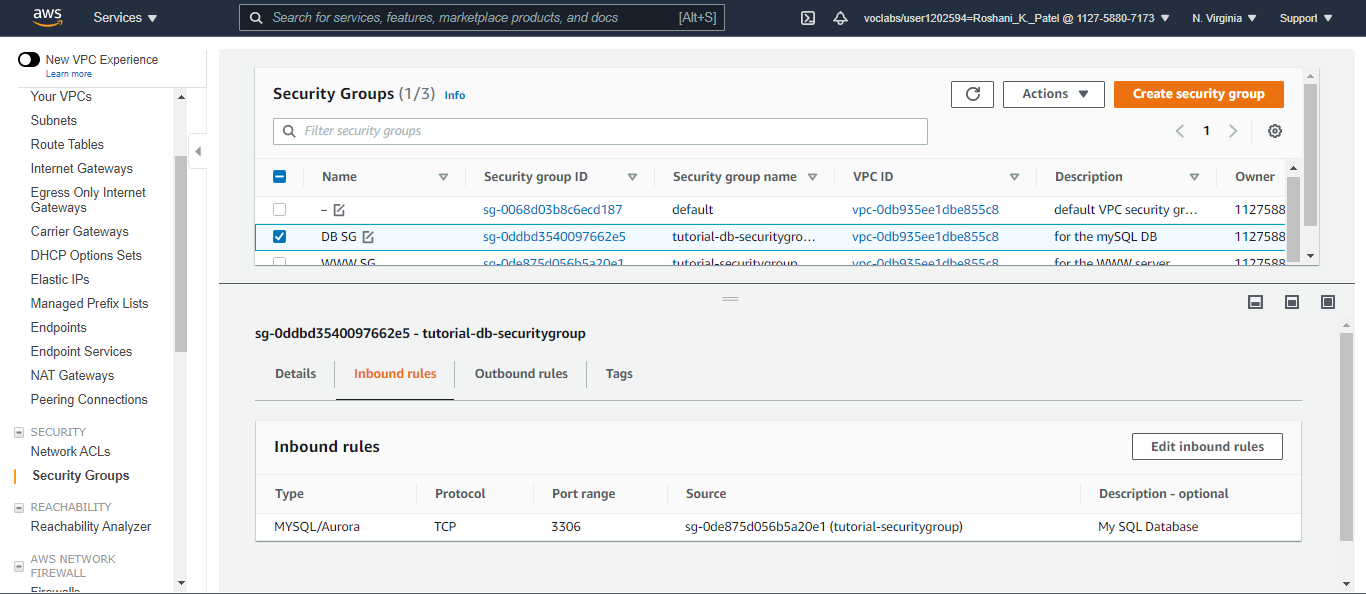 aws
Services
Search for services, features, marketplace products, and docs [Alt+S]
voclabs/user1202594=Roshani_K._Patel @ 1127-5880-7173
N. Virginia
Support
New VPC Experience
Learn more
Your VPCs
Subnets
Route Tables
Internet Gateways
Egress Only Internet
Gateways
Carrier Gateways
DHCP Options Sets
Elastic IPs
Managed Prefix Lists
Endpoints
Endpoint Services
NAT Gateways
Peering Connections
SECURITY
Network ACLs
Security Groups
REACHABILITY
Reachability Analyzer
AWS NETWORK
FIREWALL
Firewalls
Security Groups (1/3) Info
Actions
Create security group
Filter security groups
1
Name Security group ID Security group name VPC ID Description Owner
– sg-0068d03b8c6ecd187 default vpc-0db935ee1dbe855c8 default VPC security gr... 1127588
DB SG sg-0ddbd3540097662e5 tutorial-db-securitygro... vpc-0db935ee1dbe855c8 for the mySQL DB 1127588
WWW SG sg-0de875d056b5a20e1 tutorial-securitygroup vpc-0db935ee1dbe855c8 for the WWW server 1127588
sg-0ddbd3540097662e5 - tutorial-db-securitygroup
Details Inbound rules Outbound rules Tags
Inbound rules
Edit inbound rules
Type Protocol Port range Source Description - optional
MYSQL/Aurora TCP 3306 sg-0de875d056b5a20e1 (tutorial-securitygroup) My SQL Database